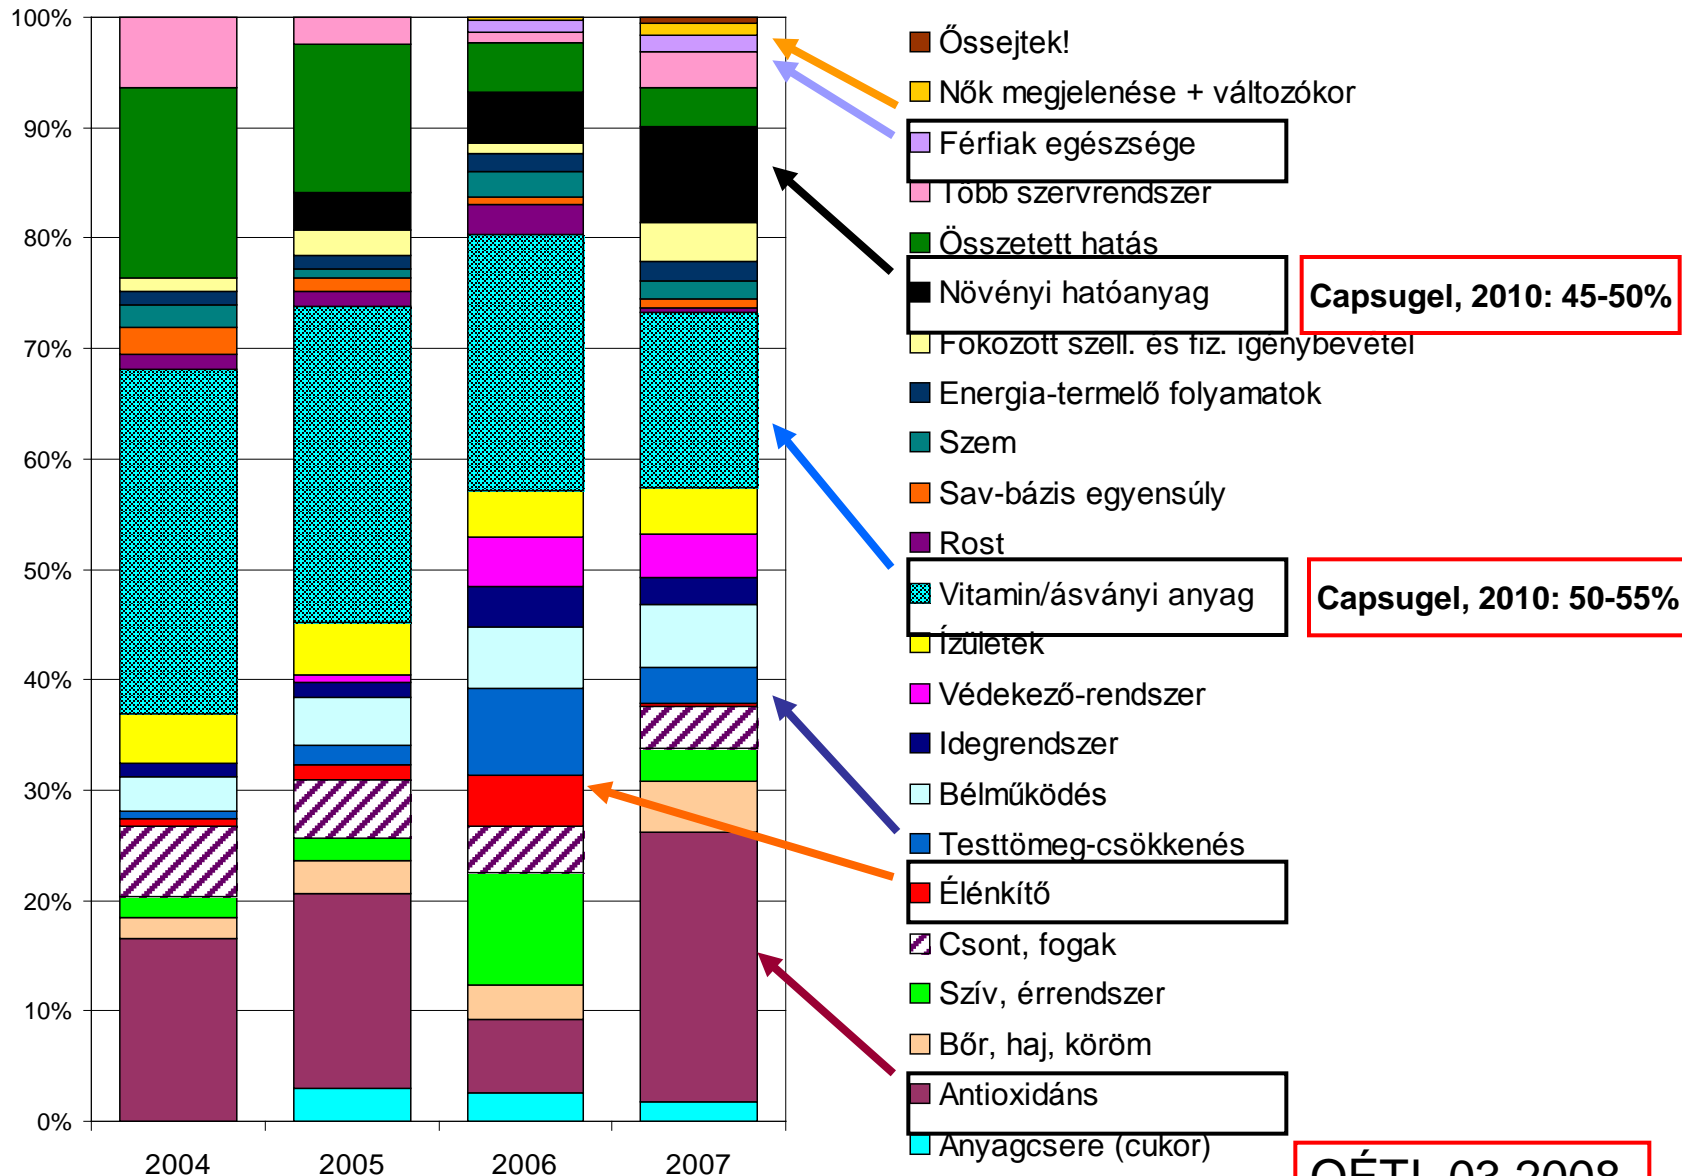 100%
90%
80%
70%
60%
50%
40%
30%
20%
10%
0%
2004
2005
2006
2007
Őssejtek!
Nők megjelenése + változókor
Férfiak egészsége
Több szervrendszer
Összetett hatás
Növényi hatóanyag
Capsugel, 2010: 45-50%
Fokozott szell. és fiz. igénybevétel
Energia-termelő folyamatok
Szem
Sav-bázis egyensúly
Rost
Vitamin/ásványi anyag
Capsugel, 2010: 50-55%
Ízületek
Védekező-rendszer
Idegrendszer
Bélműködés
Testtömeg-csökkenés
Élénkítő
Csont, fogak
Szív, érrendszer
Bőr, haj, köröm
Antioxidáns
Anyagcsere (cukor)
OÉTI, 03.2008